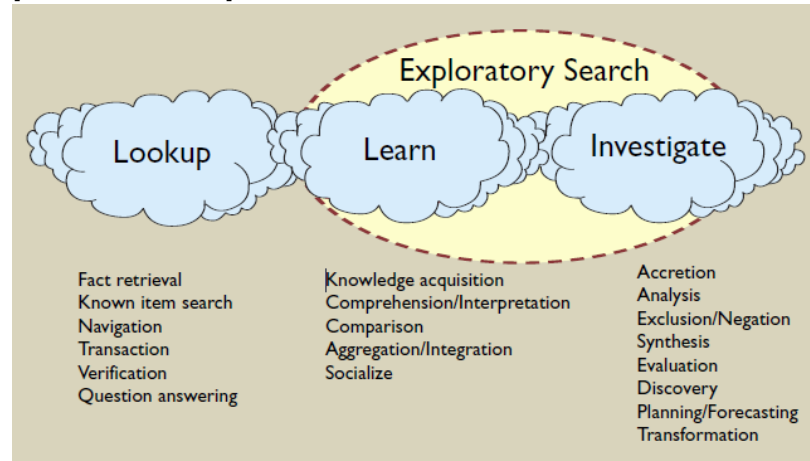 Exploratory Search
Lookup
Learn
Investigate
Fact retrieval
Known item search
Navigation
Transaction
Verification
Question answering
Knowledge acquisition
Comprehension/Interpretation
Comparison
Aggregation/Integration
Socialize
Accretion
Analysis
Exclusion/Negation
Synthesis
Evaluation
Discovery
Planning/Forecasting
Transformation